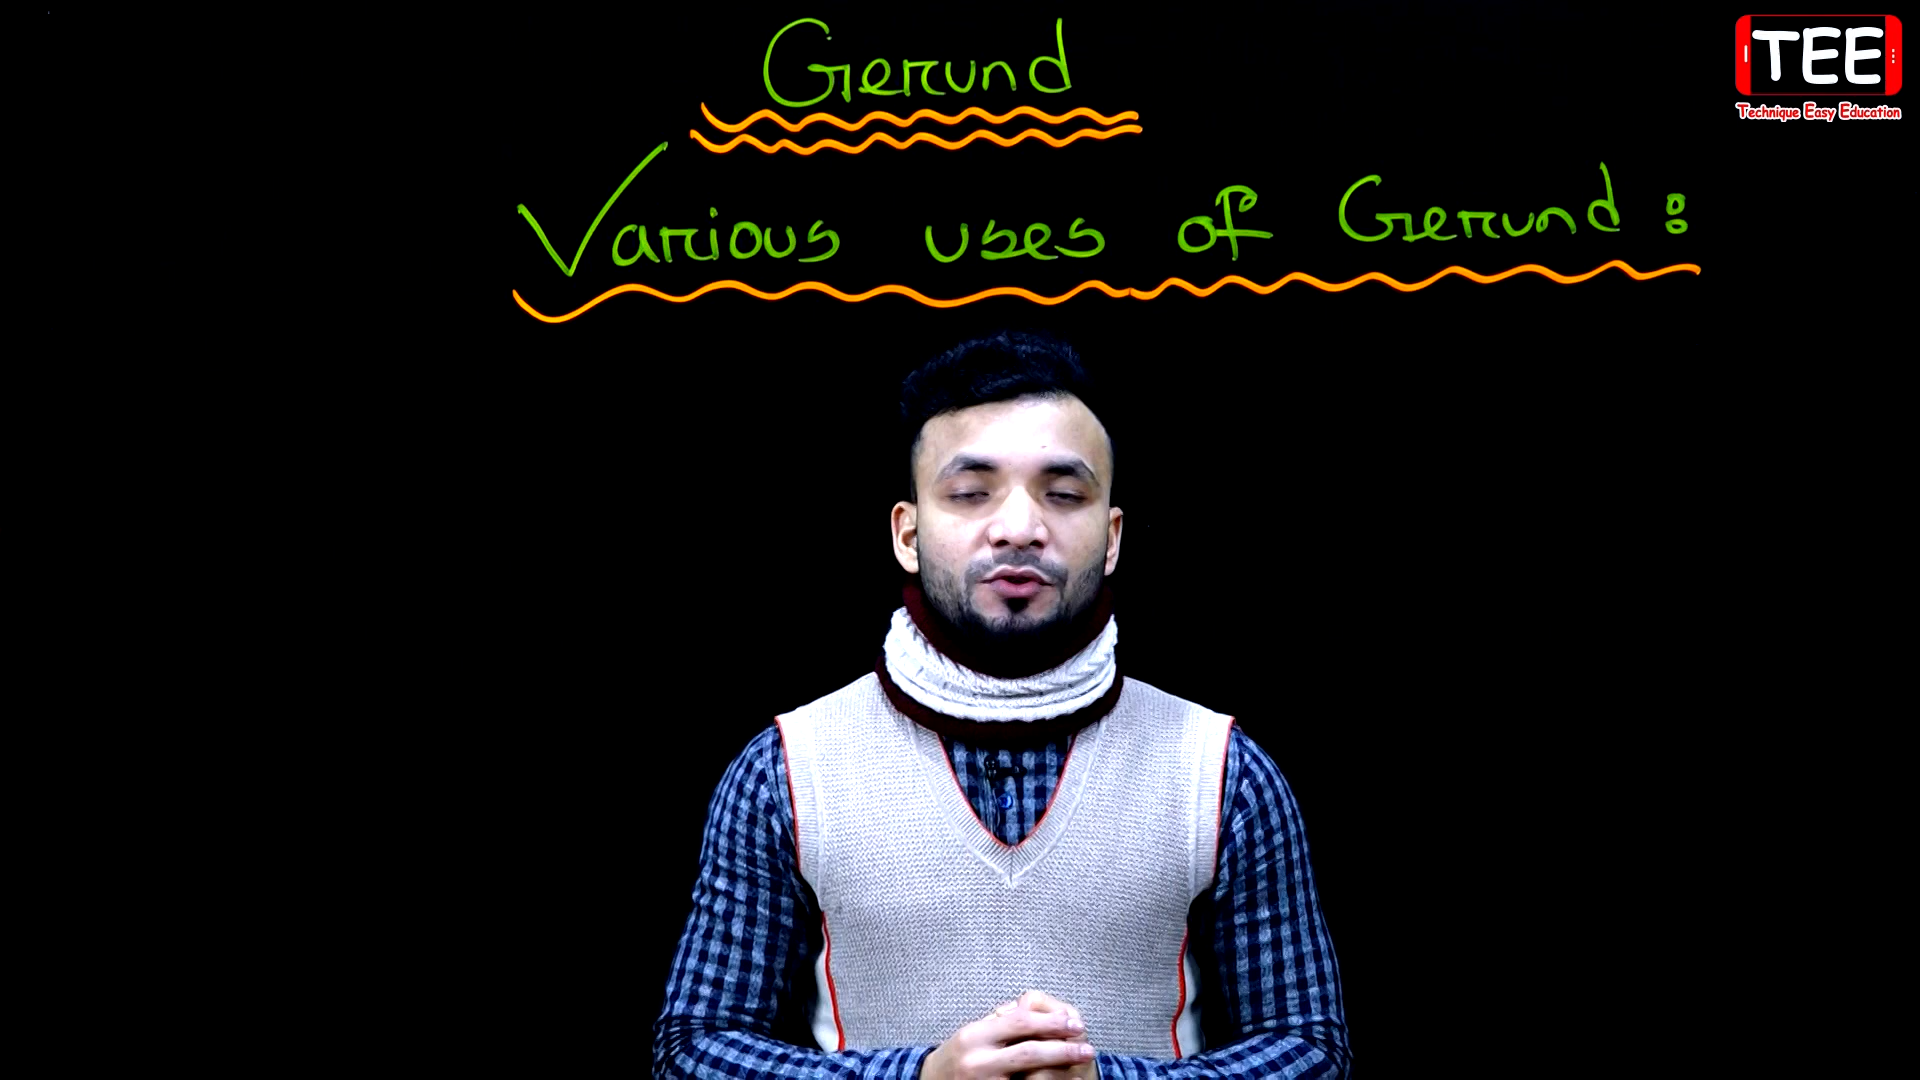 Gerund
TEE
Technique Easy Education
Various uses of Gerund :